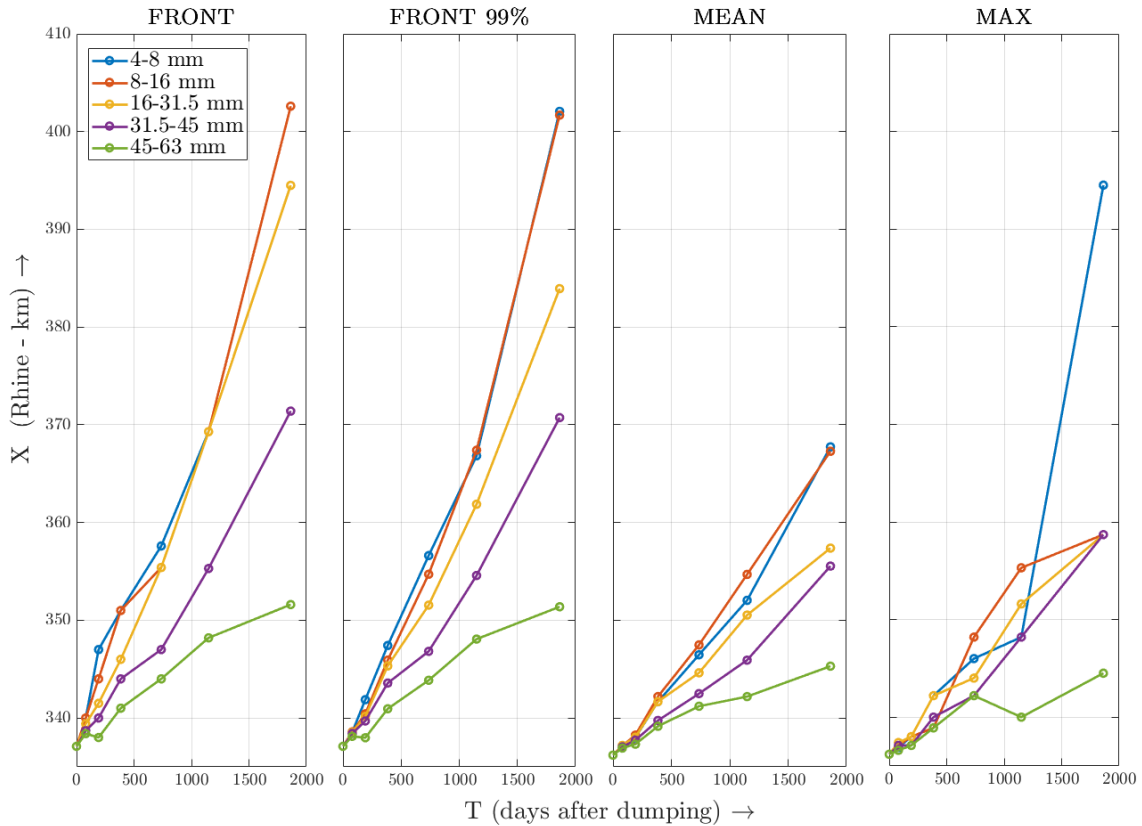 FRONT FRONT 99% MEAN MAX
410
400
390
380
370
360
350
340
4-8 mm
8-16 mm
16-31.5 mm
31.5-45 mm
45-63 mm
X (Rhine - km) →
0 500 1000 1500 2000 0 500 1000 1500 2000 0 500 1000 1500 2000 0 500 1000 1500 2000
T (days after dumping) →